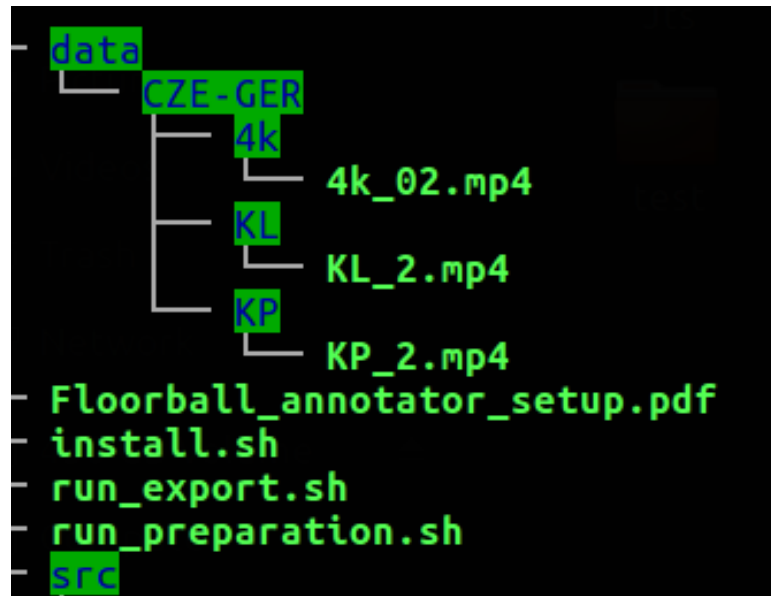 data
CZE-GER
4k
4k_02.mp4
KL
KL_2.mp4
KP
KP_2.mp4
Floorball_annotator_setup.pdf
install.sh
run_export.sh
run_preparation.sh
src
test